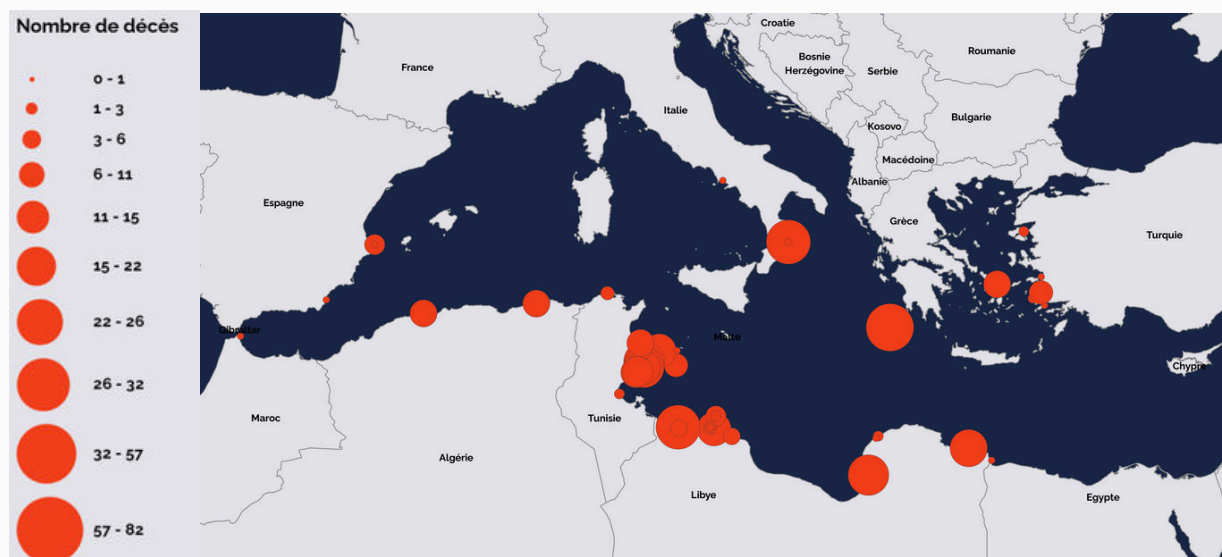 Nombre de décès
0 - 1
1 - 3
3 - 6
6 - 11
11 - 15
15 - 22
22 - 26
26 - 32
32 - 57
57 - 82
Croatie
Roumanie
Bosnie
Herzégovine
Serbie
France
Italie
Bulgarie
Kosovo
Macédoine
Albanie
Espagne
Grèce
Turquie
Gibraltar
Malte
Chypre
Maroc
Tunisie
Algérie
Libye
Egypte